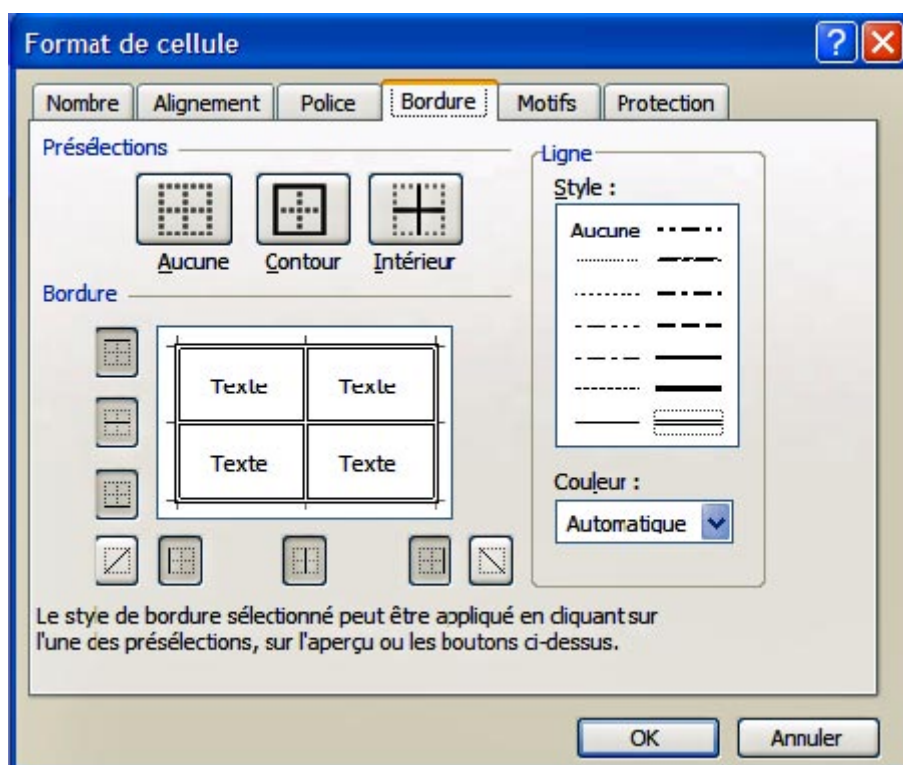 Format de cellule
Nombre Alignement Police Bordure Motifs Protection
Présélections
Aucune Contour Intérieur
Bordure
Texte Texte
Texte Texte
Ligne
Style :
Aucune
Couleur :
Automatique
Le style de bordure sélectionné peut être appliqué en cliquant sur
l'une des présélections, sur l'aperçu ou les boutons ci-dessus.
OK Annuler